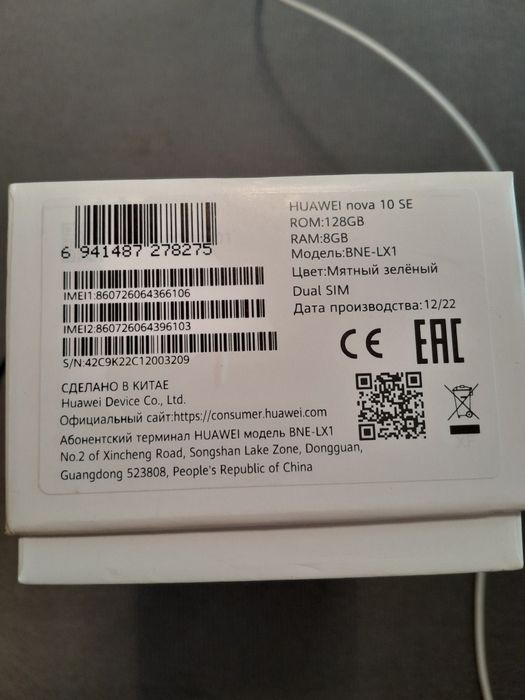 HUAWEI nova 10 SE
ROM:128GB
RAM:8GB
Модель:BNE-LX1
Цвет:Мятный зелёный
Dual SIM
Дата производства:12/22
6 941487 278275
IMEI1:860726064366106
IMEI2:860726064396103
S/N:42C9K22C12003209
CE EAC
СДЕЛАНО В КИТАЕ
Huawei Device Co., Ltd.
Официальный сайт:https://consumer.huawei.com
Абонентский терминал HUAWEI модель BNE-LX1
No.2 of Xincheng Road, Songshan Lake Zone, Dongguan,
Guangdong 523808, People's Republic of China